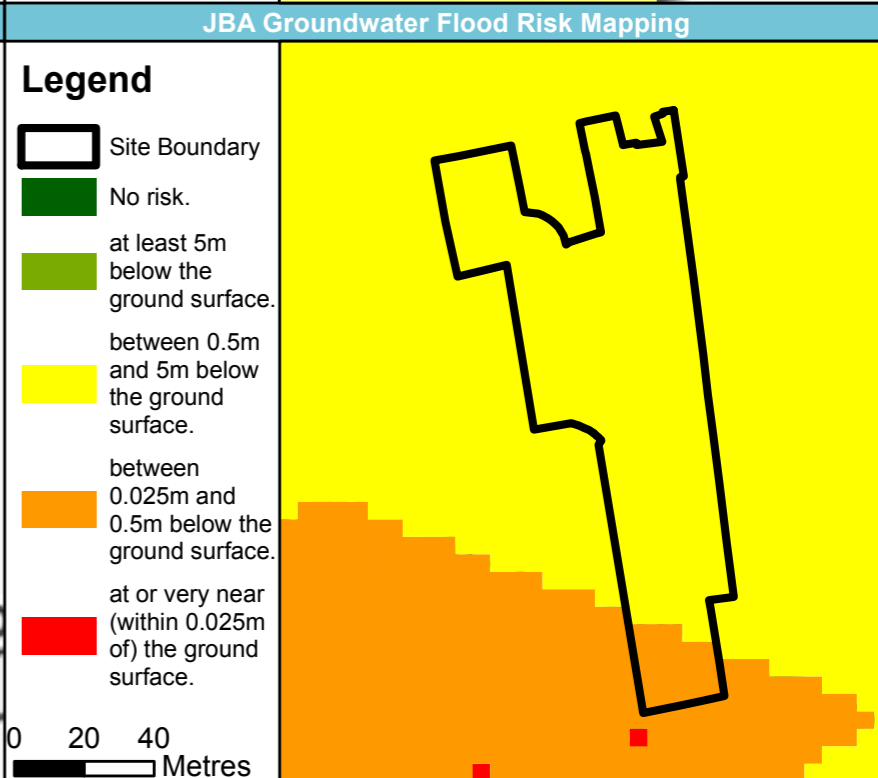 JBA Groundwater Flood Risk Mapping
Legend
Site Boundary
No risk.
at least 5m
below the
ground surface.
between 0.5m
and 5m below
the ground
surface.
between
0.025m and
0.5m below the
ground surface.
at or very near
(within 0.025m
of) the ground
surface.
0 20 40
Metres